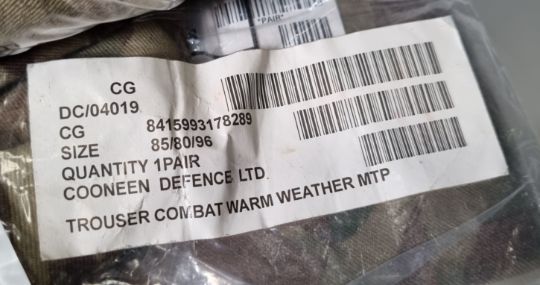 *PAIR*
CG
DC/04019
CG 8415993178289
SIZE 85/80/96
QUANTITY 1PAIR
COONEEN DEFENCE LTD
TROUSER COMBAT WARM WEATHER MTP